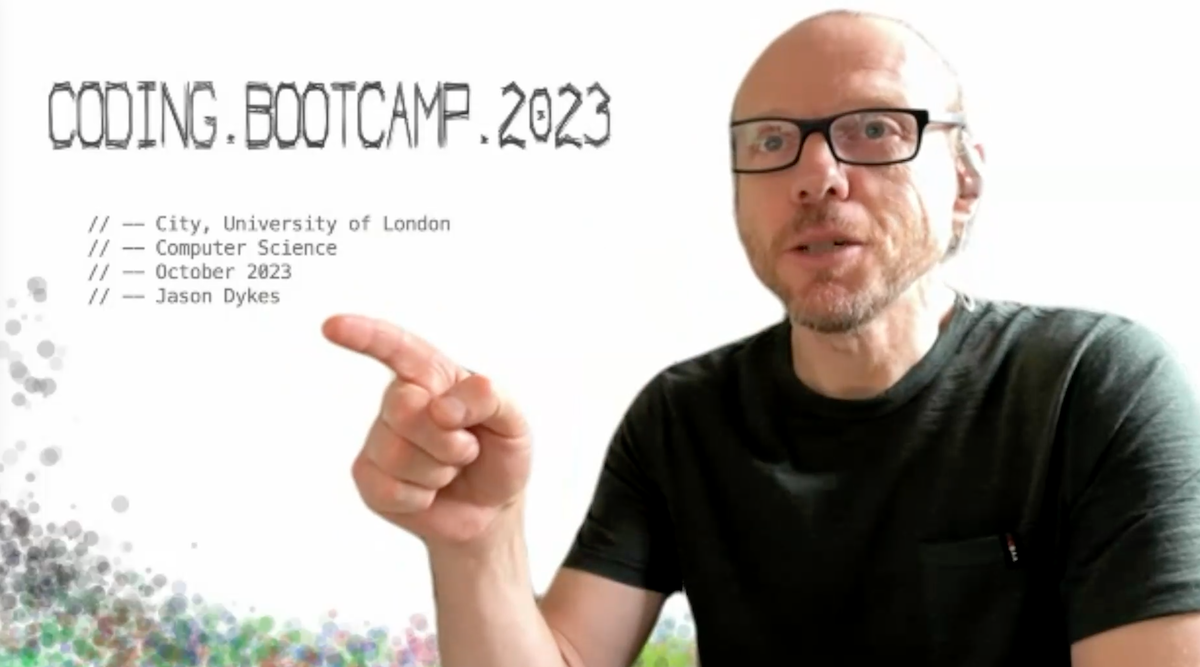 CODING.BOOTCAMP.2023
// –– City, University of London
// –– Computer Science
// –– October 2023
// –– Jason Dykes